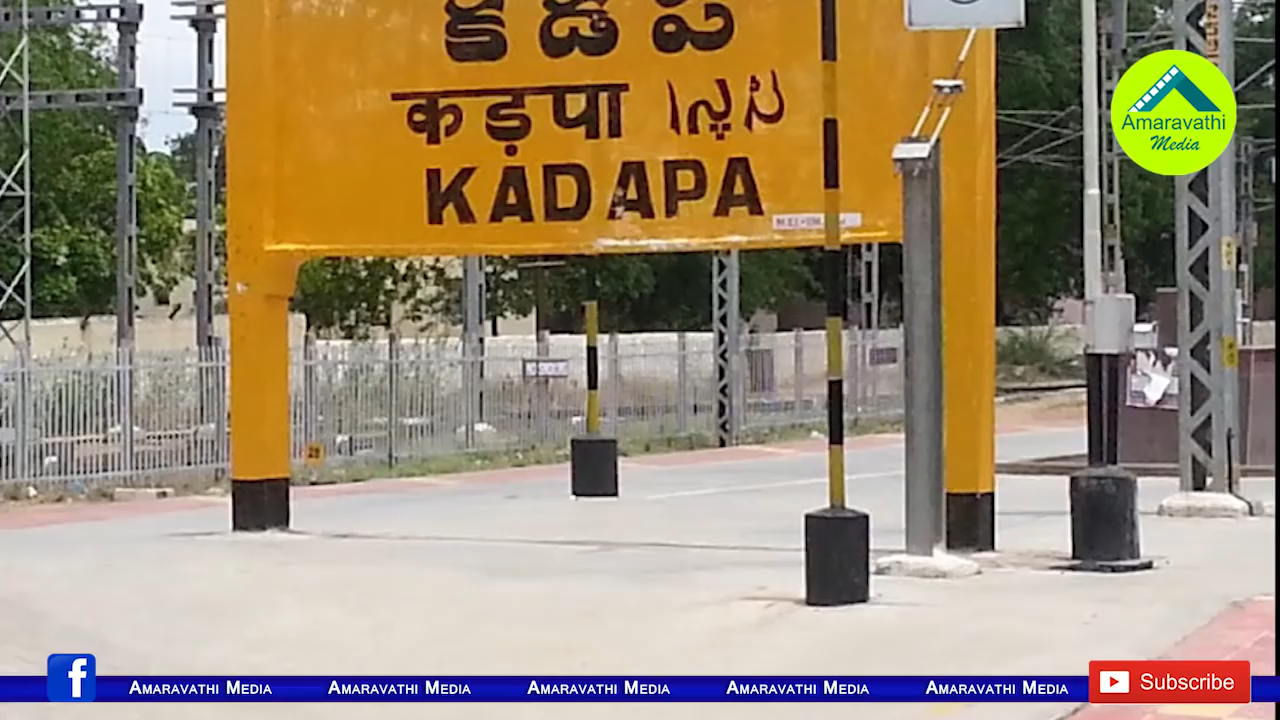 కడప
कड़पा
KADAPA
Amaravathi
Media
f
AMARAVATHI MEDIA AMARAVATHI MEDIA AMARAVATHI MEDIA AMARAVATHI MEDIA AMARAVATHI MEDIA
Subscribe